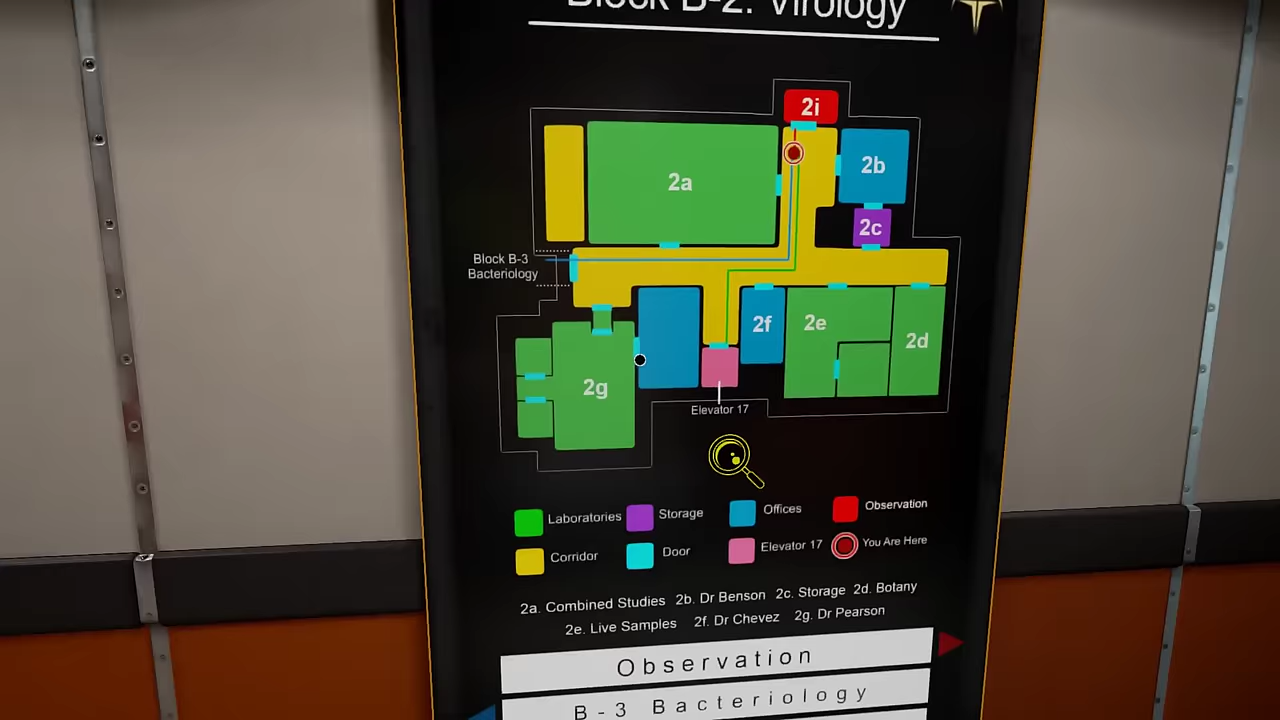 Block B-2: Virology
2i
2a
2b
2c
Block B-3
Bacteriology
2f
2e
2d
2g
Elevator 17
Laboratories
Storage
Offices
Observation
Corridor
Door
Elevator 17
You Are Here
2a. Combined Studies 2b. Dr Benson 2c. Storage 2d. Botany
2e. Live Samples 2f. Dr Chevez 2g. Dr Pearson
Observation
B-3 Bacteriology